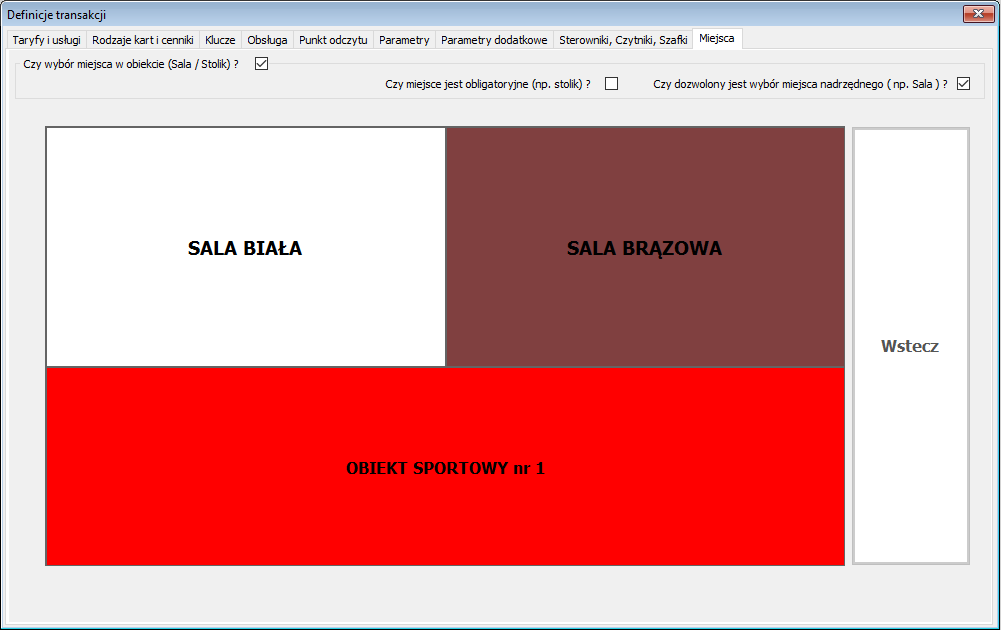 Definicje transakcji
Taryfy i usługi Rodzaje kart i cenniki Klucze Obsługa Punkt odczytu Parametry Parametry dodatkowe Sterowniki, Czytniki, Szafki Miejsca
Czy wybór miejsca w obiekcie (Sala / Stolik) ?
Czy miejsce jest obligatoryjne (np. stolik) ? Czy dozwolony jest wybór miejsca nadrzędnego ( np. Sala ) ?
SALA BIAŁA SALA BRĄZOWA
Wstecz
OBIEKT SPORTOWY nr 1